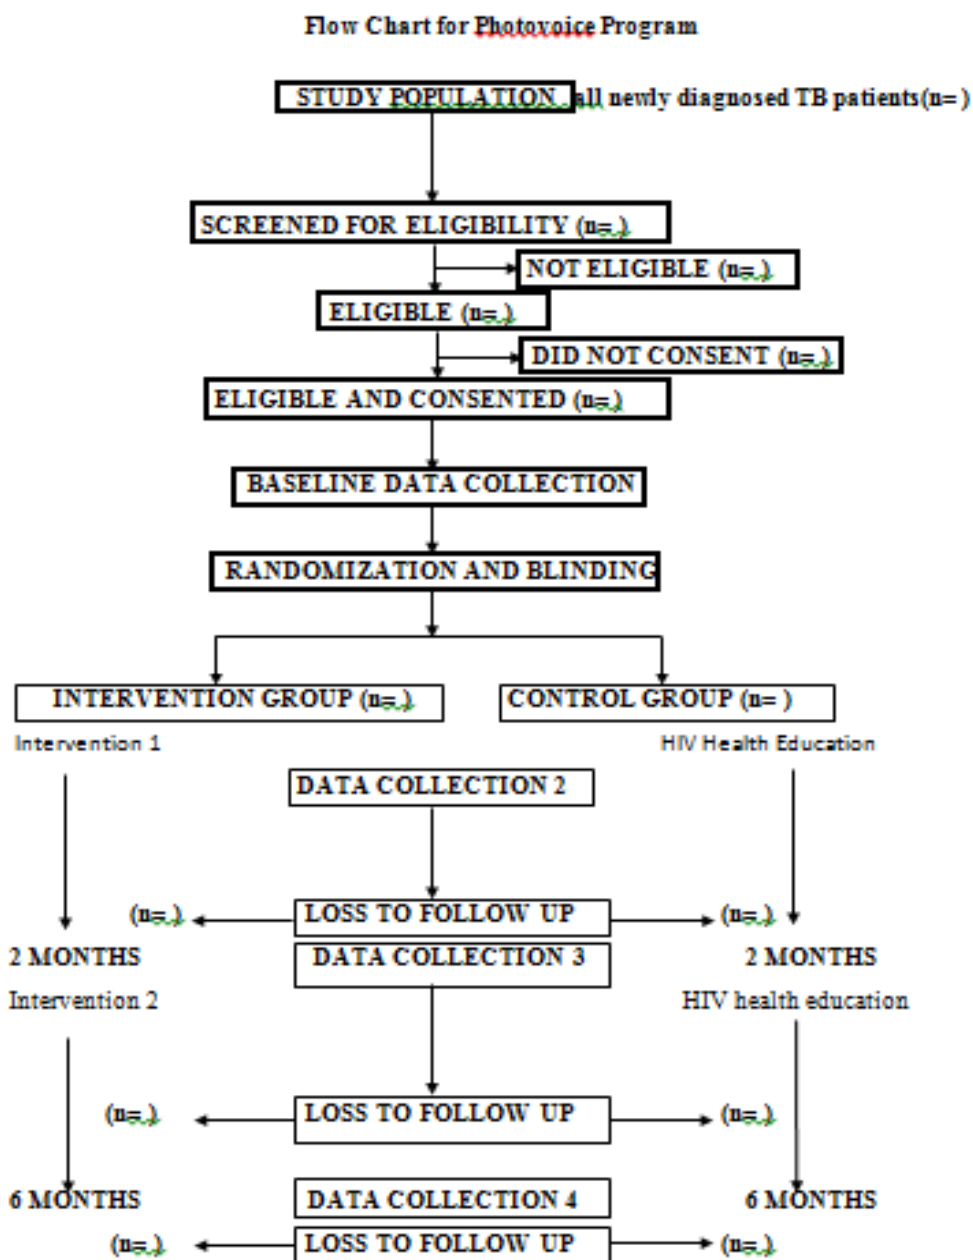 Flow Chart for Photovoice Program
STUDY POPULATION all newly diagnosed TB patients(n= )
SCREENED FOR ELIGIBILITY (n= )
NOT ELIGIBLE (n= )
ELIGIBLE (n= )
DID NOT CONSENT (n= )
ELIGIBLE AND CONSENTED (n= )
BASELINE DATA COLLECTION
RANDOMIZATION AND BLINDING
INTERVENTION GROUP (n= ) CONTROL GROUP (n= )
Intervention 1 HIV Health Education
DATA COLLECTION 2
(n= ) LOSS TO FOLLOW UP (n= )
2 MONTHS DATA COLLECTION 3 2 MONTHS
Intervention 2 HIV health education
(n= ) LOSS TO FOLLOW UP (n= )
6 MONTHS DATA COLLECTION 4 6 MONTHS
(n= ) LOSS TO FOLLOW UP (n= )